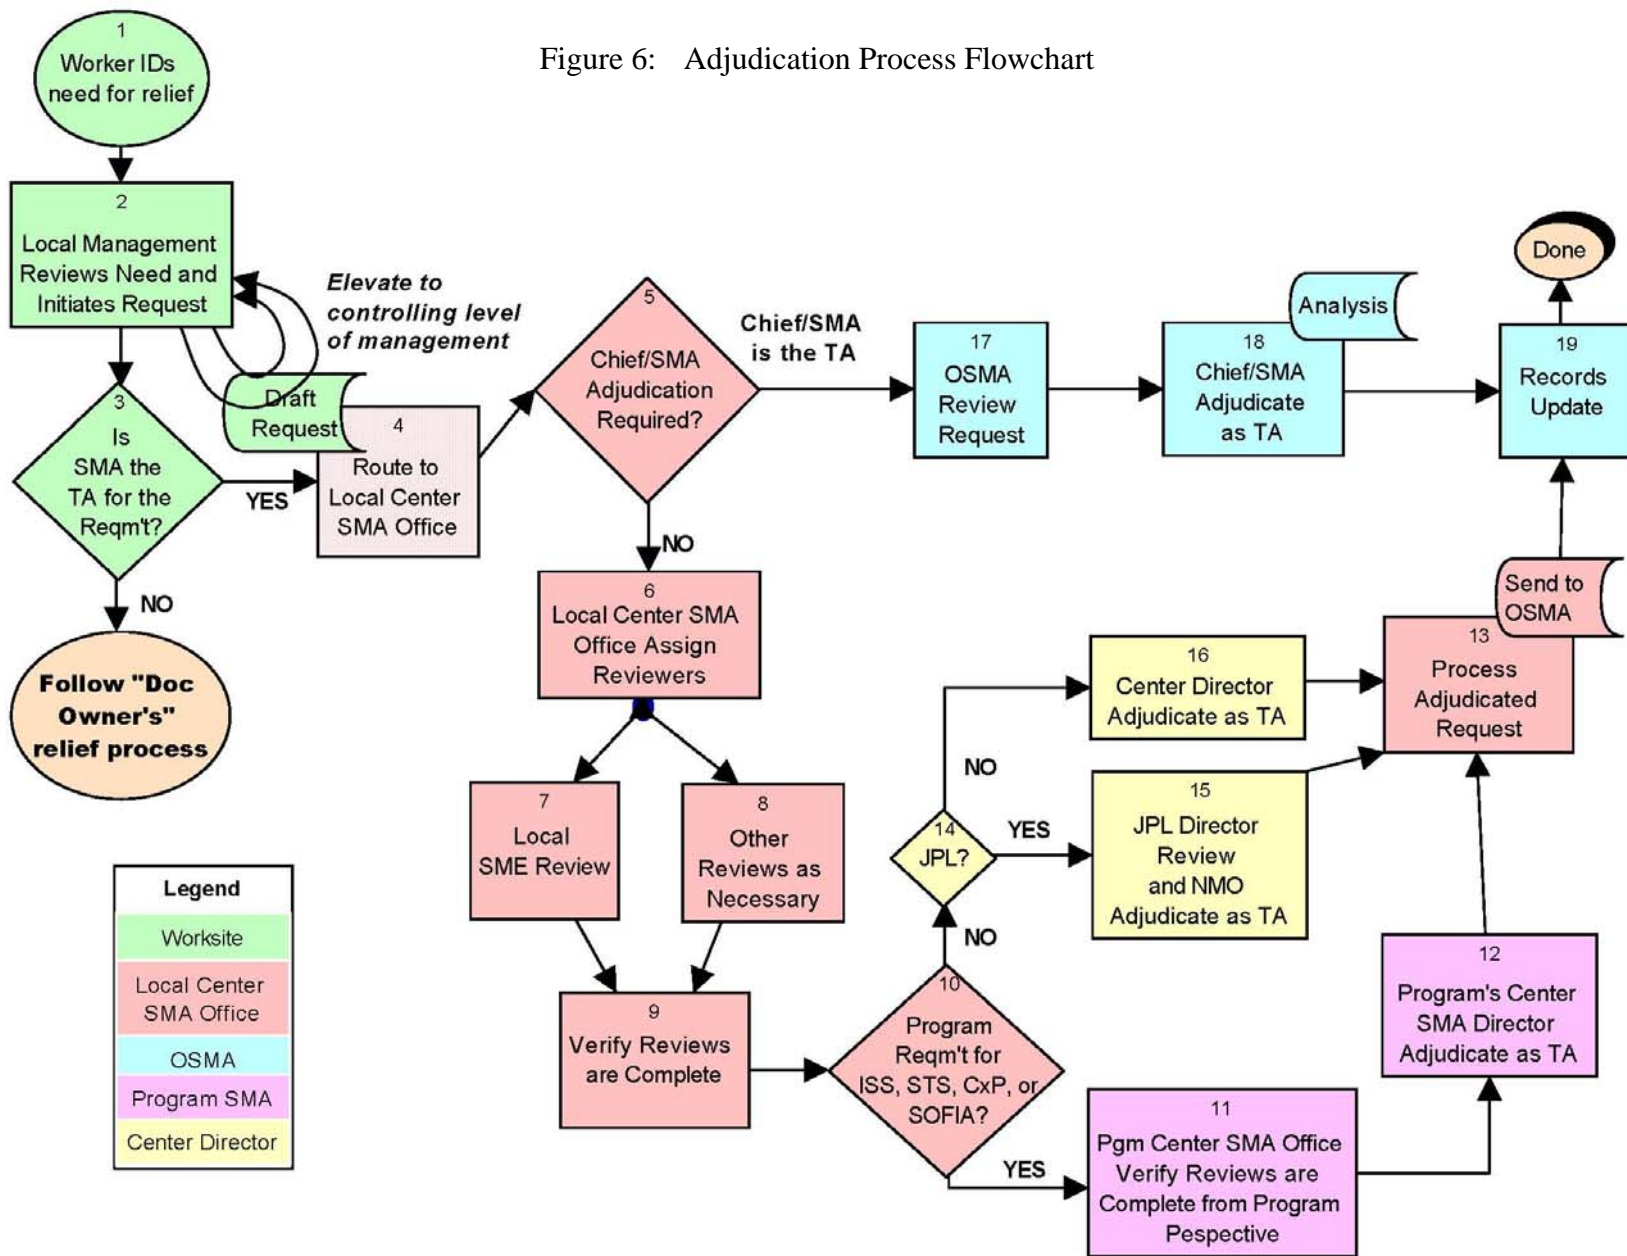 Figure 6: Adjudication Process Flowchart
1
Worker IDs
need for relief
2
Local Management
Reviews Need and
Initiates Request
Elevate to
controlling level
of management
Draft
Request
3
Is
SMA the
TA for the
Reqm't?
YES
NO
Follow "Doc
Owner's"
relief process
4
Route to
Local Center
SMA Office
5
Chief/SMA
Adjudication
Required?
Chief/SMA
is the TA
NO
17
OSMA
Review
Request
18
Chief/SMA
Adjudicate
as TA
Analysis
19
Records
Update
Done
6
Local Center SMA
Office Assign
Reviewers
7
Local
SME Review
8
Other
Reviews as
Necessary
9
Verify Reviews
are Complete
10
Program
Reqm't for
ISS, STS, CxP, or
SOFIA?
NO
YES
14
JPL?
NO
YES
16
Center Director
Adjudicate as TA
15
JPL Director
Review
and NMO
Adjudicate as TA
13
Process
Adjudicated
Request
Send to
OSMA
12
Program's Center
SMA Director
Adjudicate as TA
11
Pgm Center SMA Office
Verify Reviews are
Complete from Program
Pespective
Legend
Worksite
Local Center
SMA Office
OSMA
Program SMA
Center Director